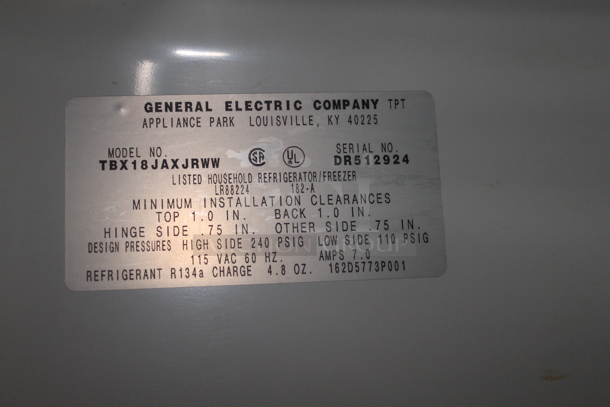 GENERAL ELECTRIC COMPANY TPT
APPLIANCE PARK LOUISVILLE, KY 40225
MODEL NO. SERIAL NO.
TBX18JAXJRWW SA UL DR512924
LISTED HOUSEHOLD REFRIGERATOR/FREEZER
LR88224 182-A
MINIMUM INSTALLATION CLEARANCES
TOP 1.0 IN. BACK 1.0 IN.
HINGE SIDE .75 IN. OTHER SIDE .75 IN.
DESIGN PRESSURES HIGH SIDE 240 PSIG LOW SIDE 110 PSIG
115 VAC 60 HZ. AMPS 7.0
REFRIGERANT R134a CHARGE 4.8 OZ. 162D5773P001